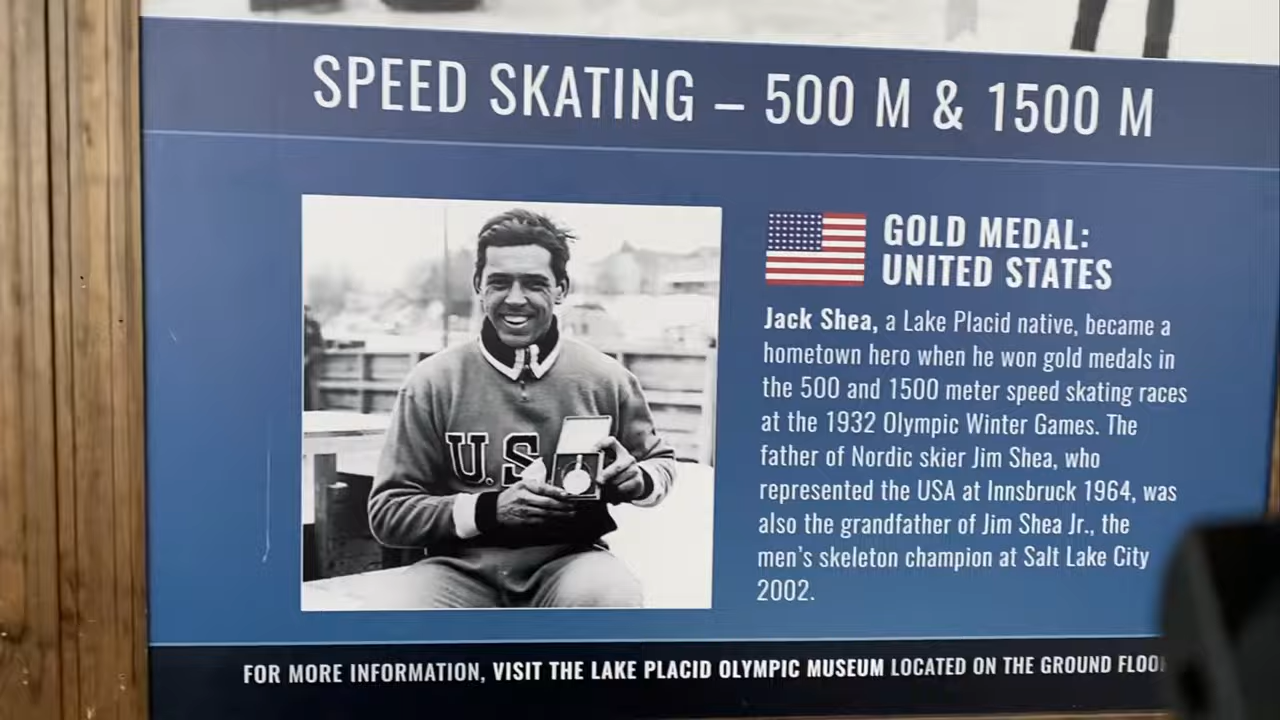 SPEED SKATING – 500 M & 1500 M
U.S
GOLD MEDAL:
UNITED STATES
Jack Shea, a Lake Placid native, became a
hometown hero when he won gold medals in
the 500 and 1500 meter speed skating races
at the 1932 Olympic Winter Games. The
father of Nordic skier Jim Shea, who
represented the USA at Innsbruck 1964, was
also the grandfather of Jim Shea Jr., the
men's skeleton champion at Salt Lake City
2002.
FOR MORE INFORMATION, VISIT THE LAKE PLACID OLYMPIC MUSEUM LOCATED ON THE GROUND